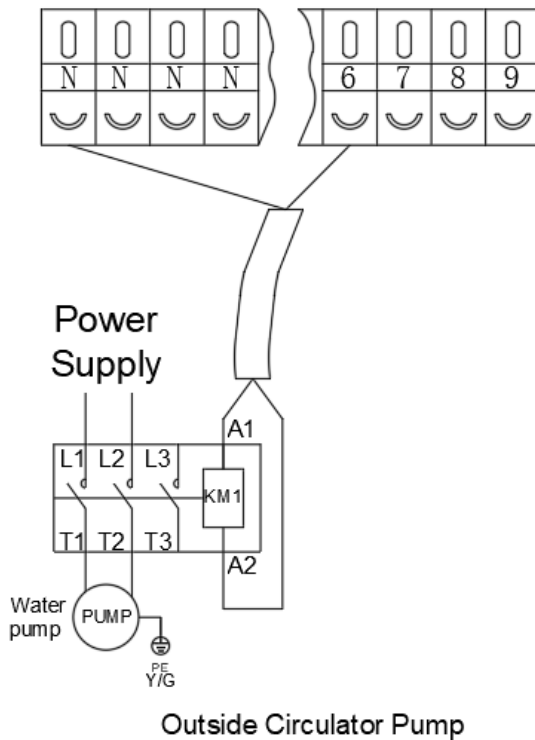 N N N N 6 7 8 9
Power
Supply
A1
L1 L2 L3
KM1
T1 T2 T3
A2
Water
pump
PUMP
PE
Y/G
Outside Circulator Pump